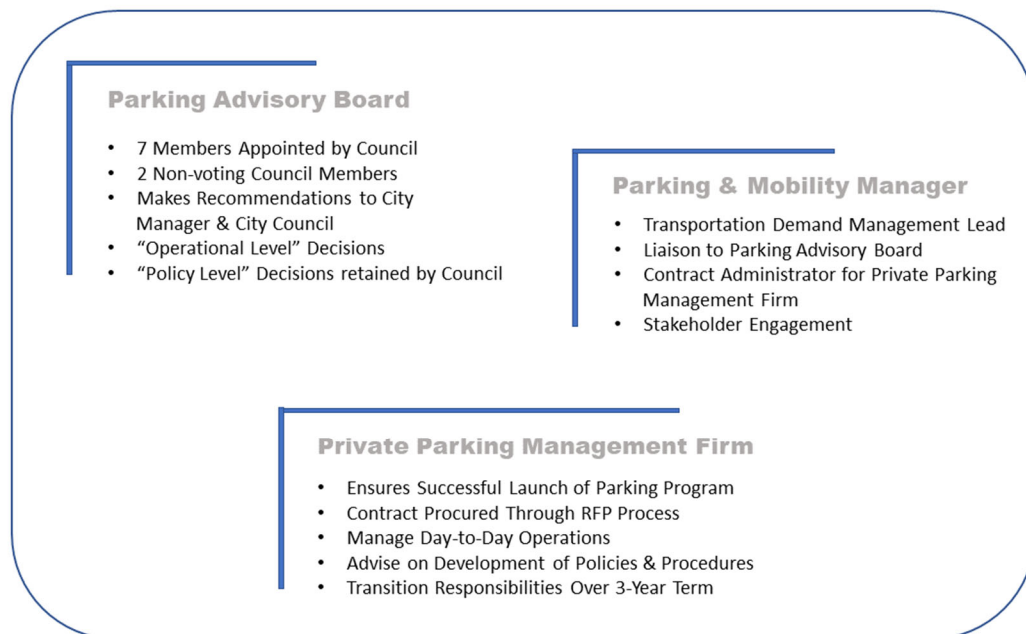 Parking Advisory Board
• 7 Members Appointed by Council
• 2 Non-voting Council Members
• Makes Recommendations to City
Manager & City Council
• “Operational Level” Decisions
• “Policy Level” Decisions retained by Council
Parking & Mobility Manager
• Transportation Demand Management Lead
• Liaison to Parking Advisory Board
• Contract Administrator for Private Parking
Management Firm
• Stakeholder Engagement
Private Parking Management Firm
• Ensures Successful Launch of Parking Program
• Contract Procured Through RFP Process
• Manage Day-to-Day Operations
• Advise on Development of Policies & Procedures
• Transition Responsibilities Over 3-Year Term